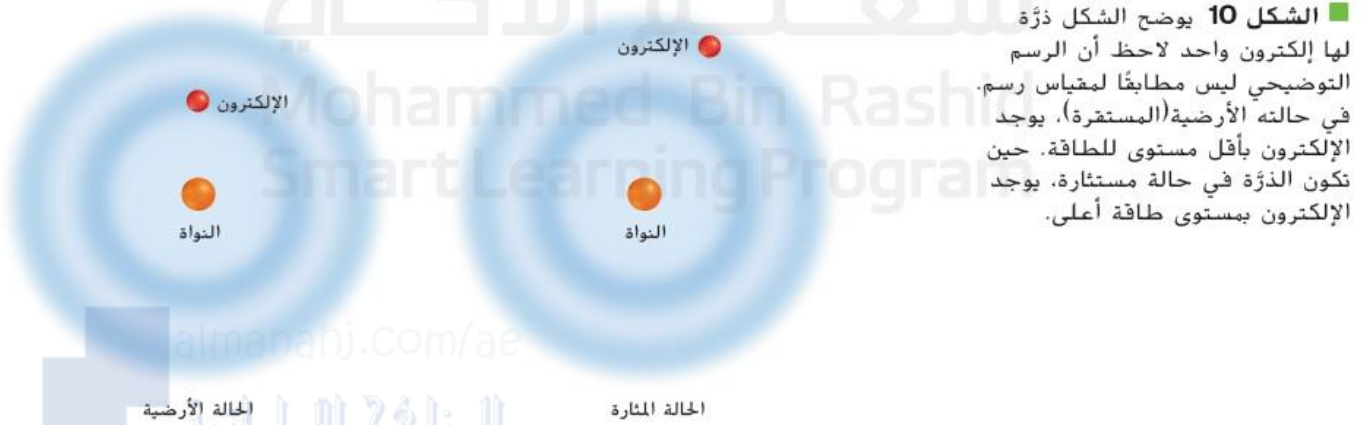 الشكل 10 يوضح الشكل ذرَّة
لها إلكترون واحد لاحظ أن الرسم
التوضيحي ليس مطابقًا لمقياس رسم.
في حالته الأرضية(المستقرة)، يوجد
الإلكترون بأقل مستوى للطاقة. حين
تكون الذرَّة في حالة مستثارة، يوجد
الإلكترون بمستوى طاقة أعلى.
الإلكترون
النواة
الحالة المثارة
الإلكترون
النواة
الحالة الأرضية
Mohammed Bin Rashid
Smart Learning Program
almanahj.com/ae